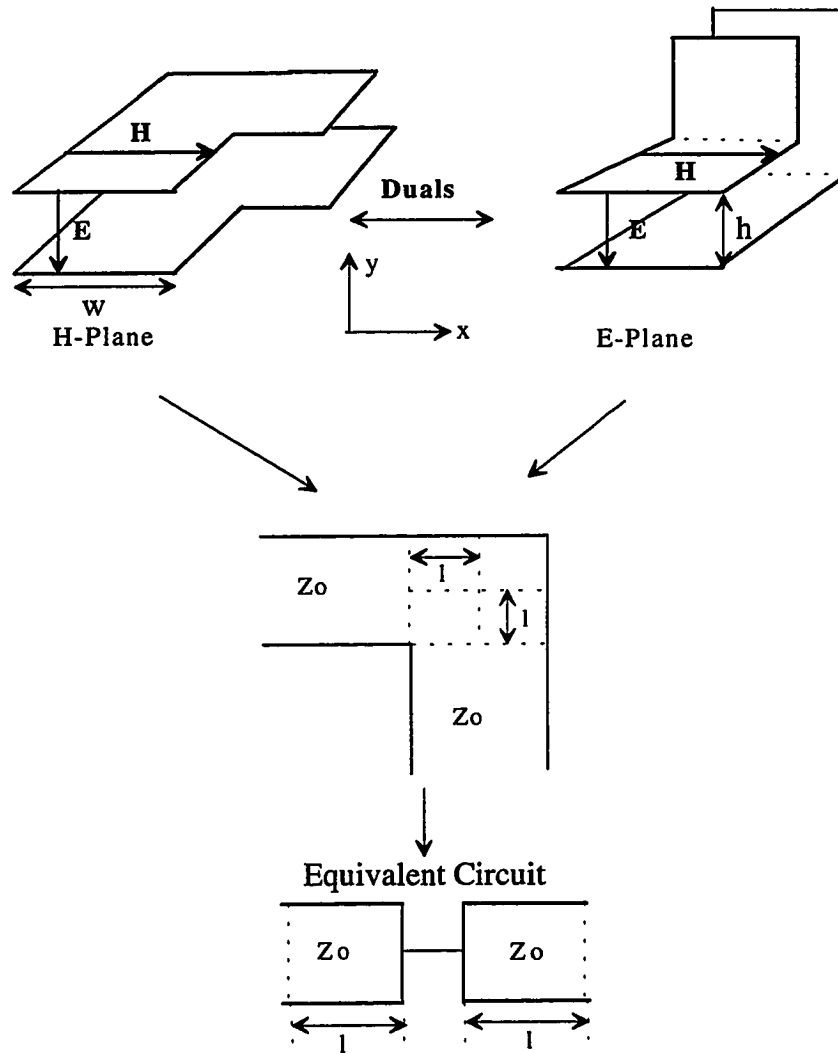 H
H
Duals
E
E
h
w
y
x
H-Plane
E-Plane
l
Zo
l
Zo
Equivalent Circuit
Zo
Zo
l
l